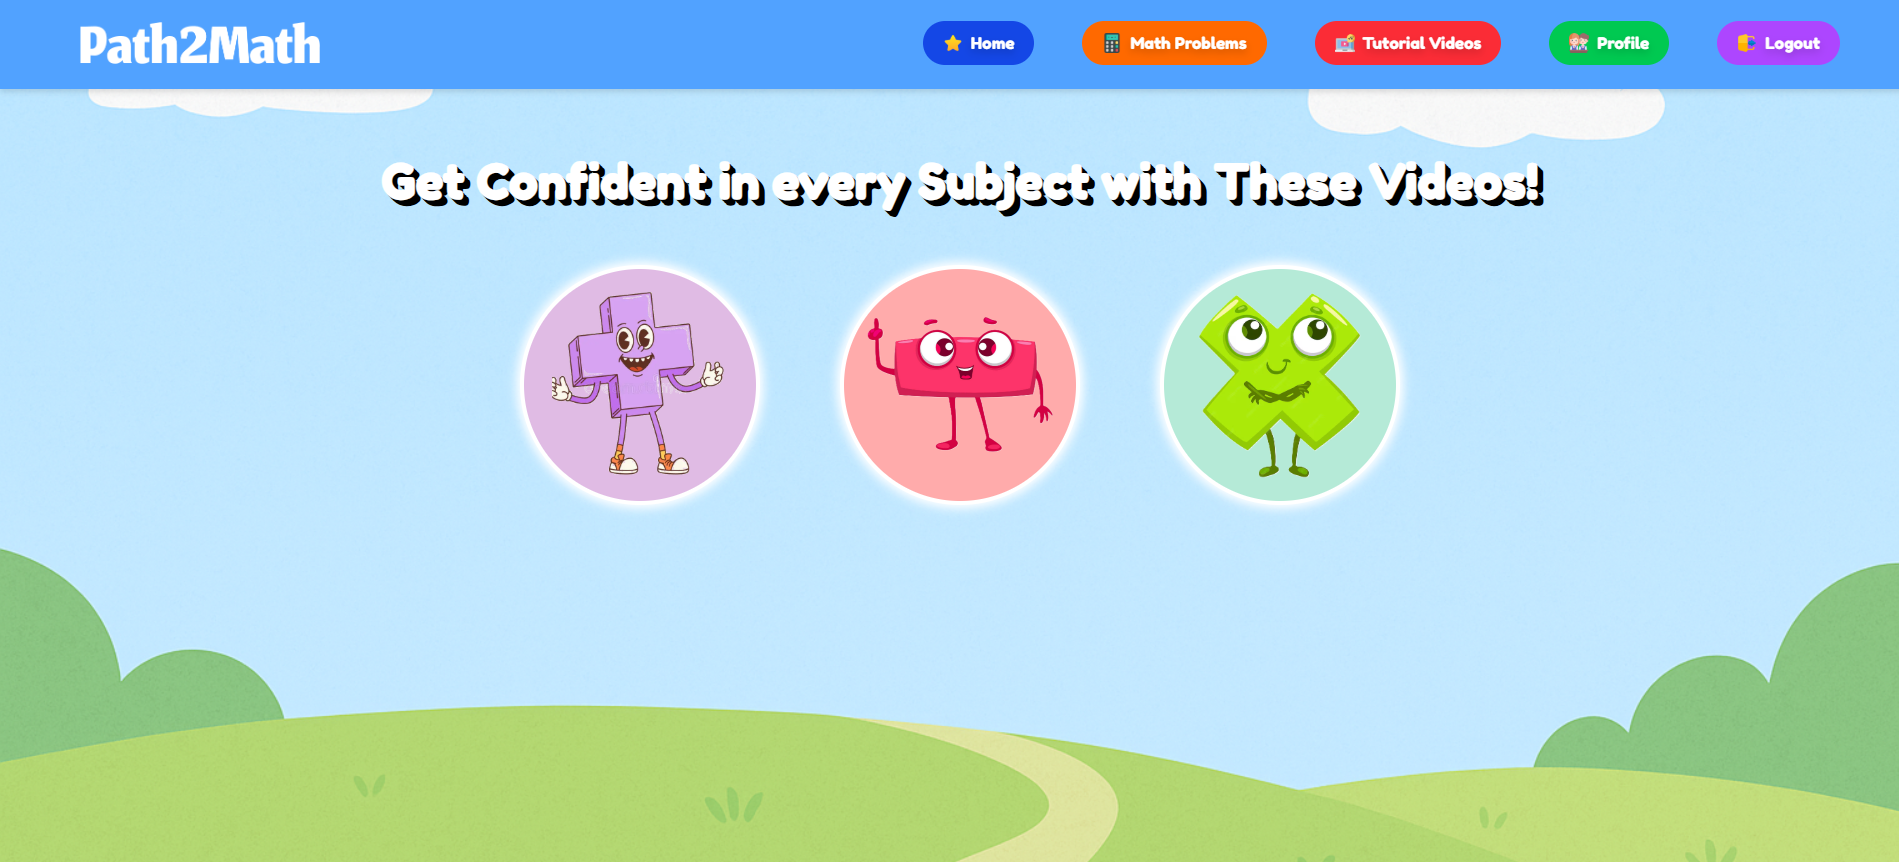 Path2Math
Home
Math Problems
Tutorial Videos
Profile
Logout
Get Confident in every Subject with These Videos!